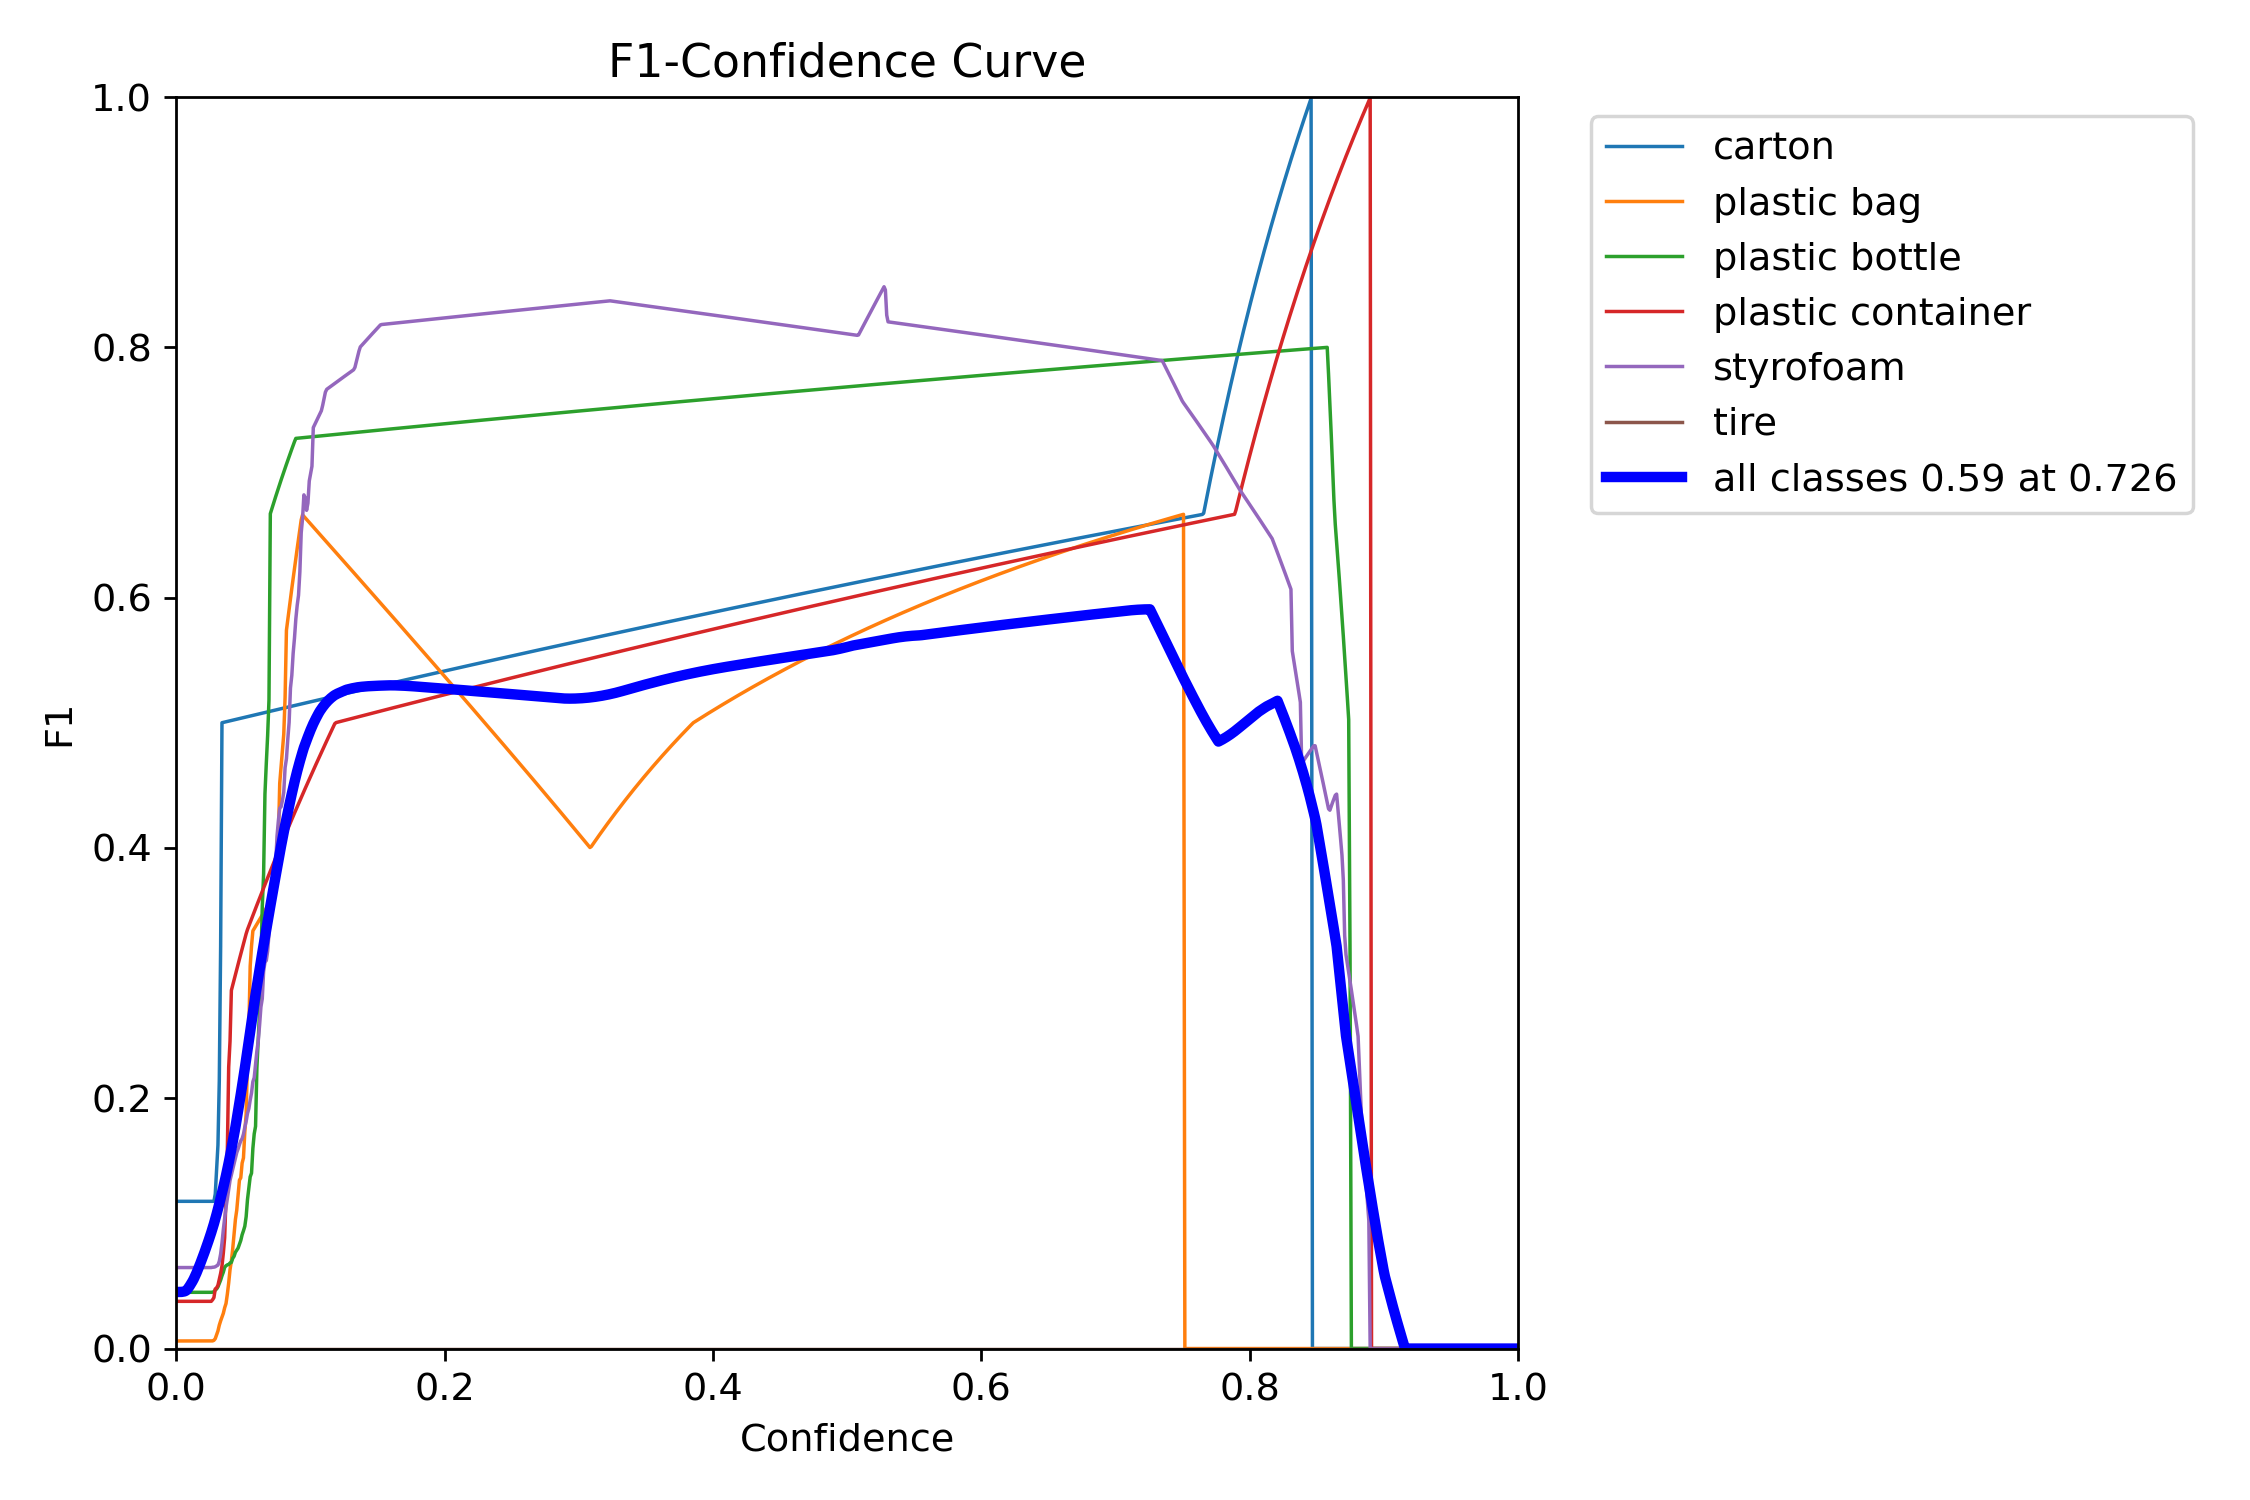 F1-Confidence Curve
1.0
0.8
0.6
0.4
0.2
0.0
F1
0.0 0.2 0.4 0.6 0.8 1.0
Confidence
carton
plastic bag
plastic bottle
plastic container
styrofoam
tire
all classes 0.59 at 0.726